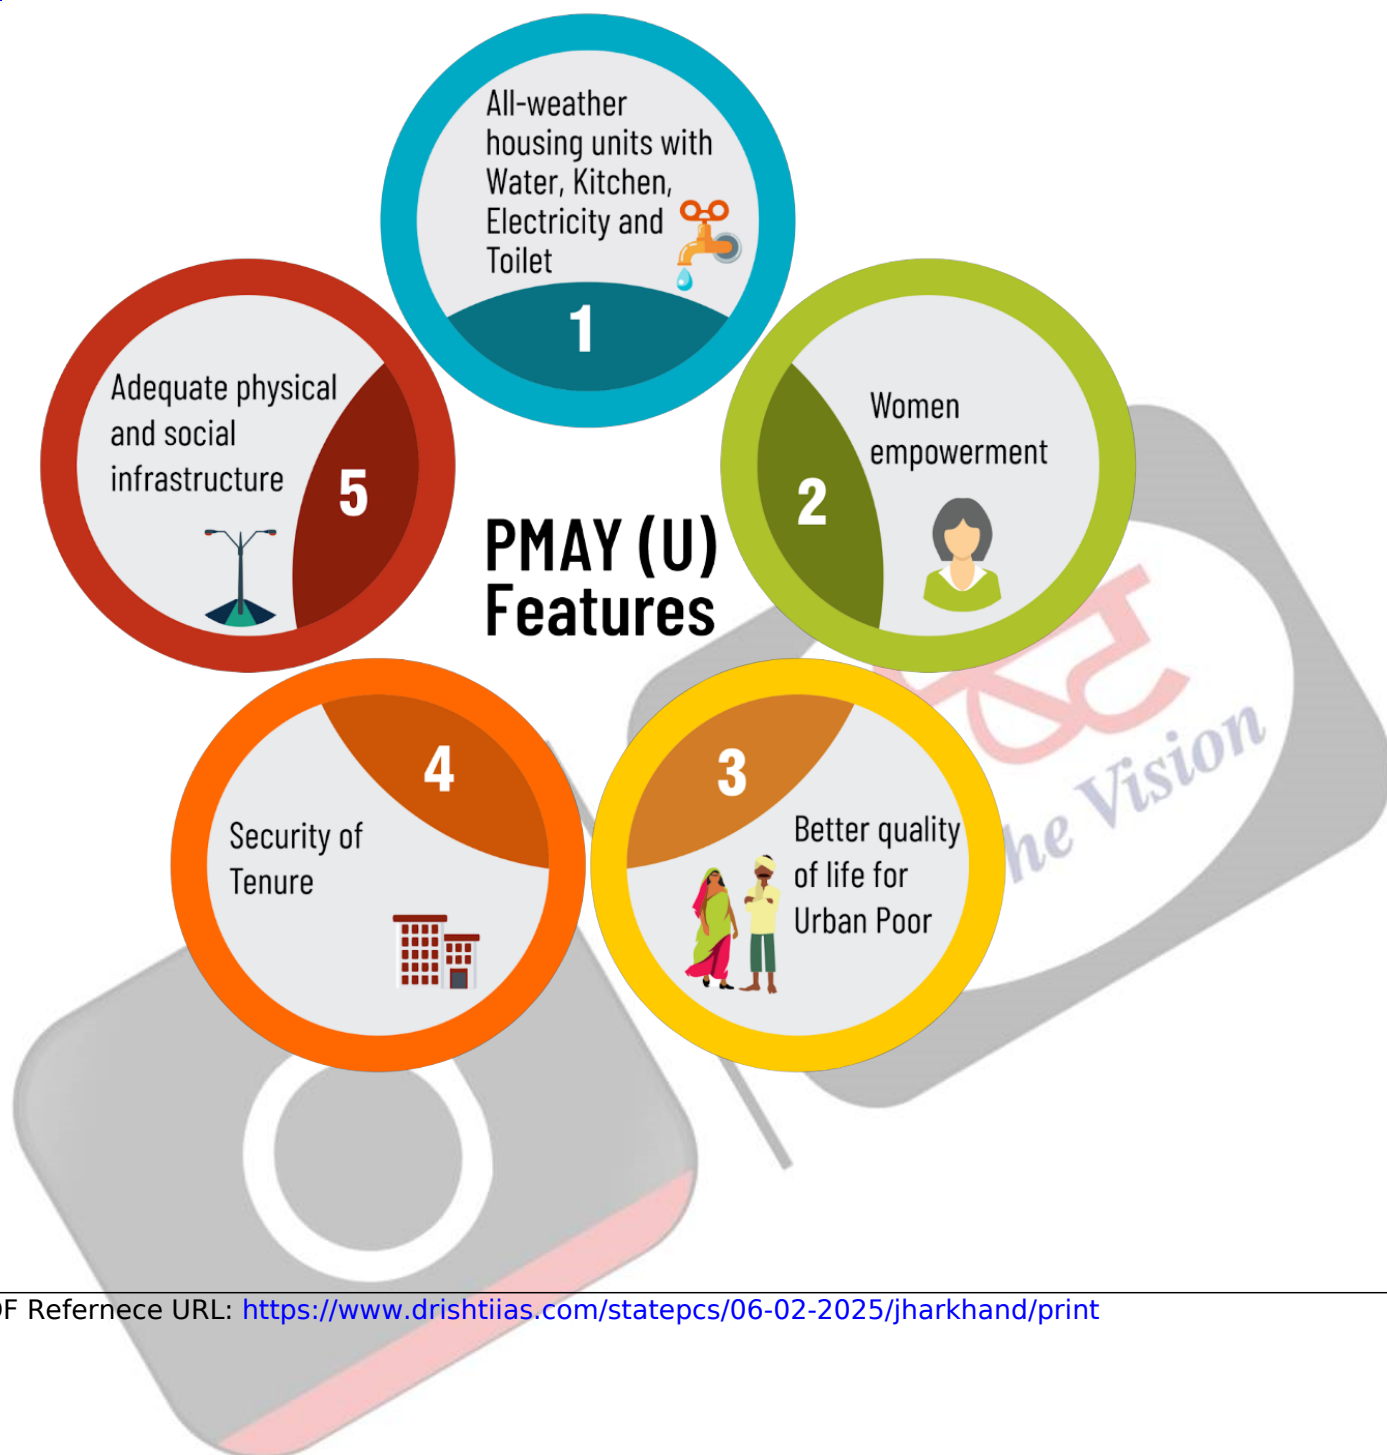 All-weather
housing units with
Water, Kitchen,
Electricity and
Toilet
1
Women
empowerment
2
3
Better quality
of life for
Urban Poor
4
Security of
Tenure
Adequate physical
and social
infrastructure
5
PMAY (U)
Features
he Vision
F Refernece URL: https://www.drishtiias.com/statepcs/06-02-2025/jharkhand/print